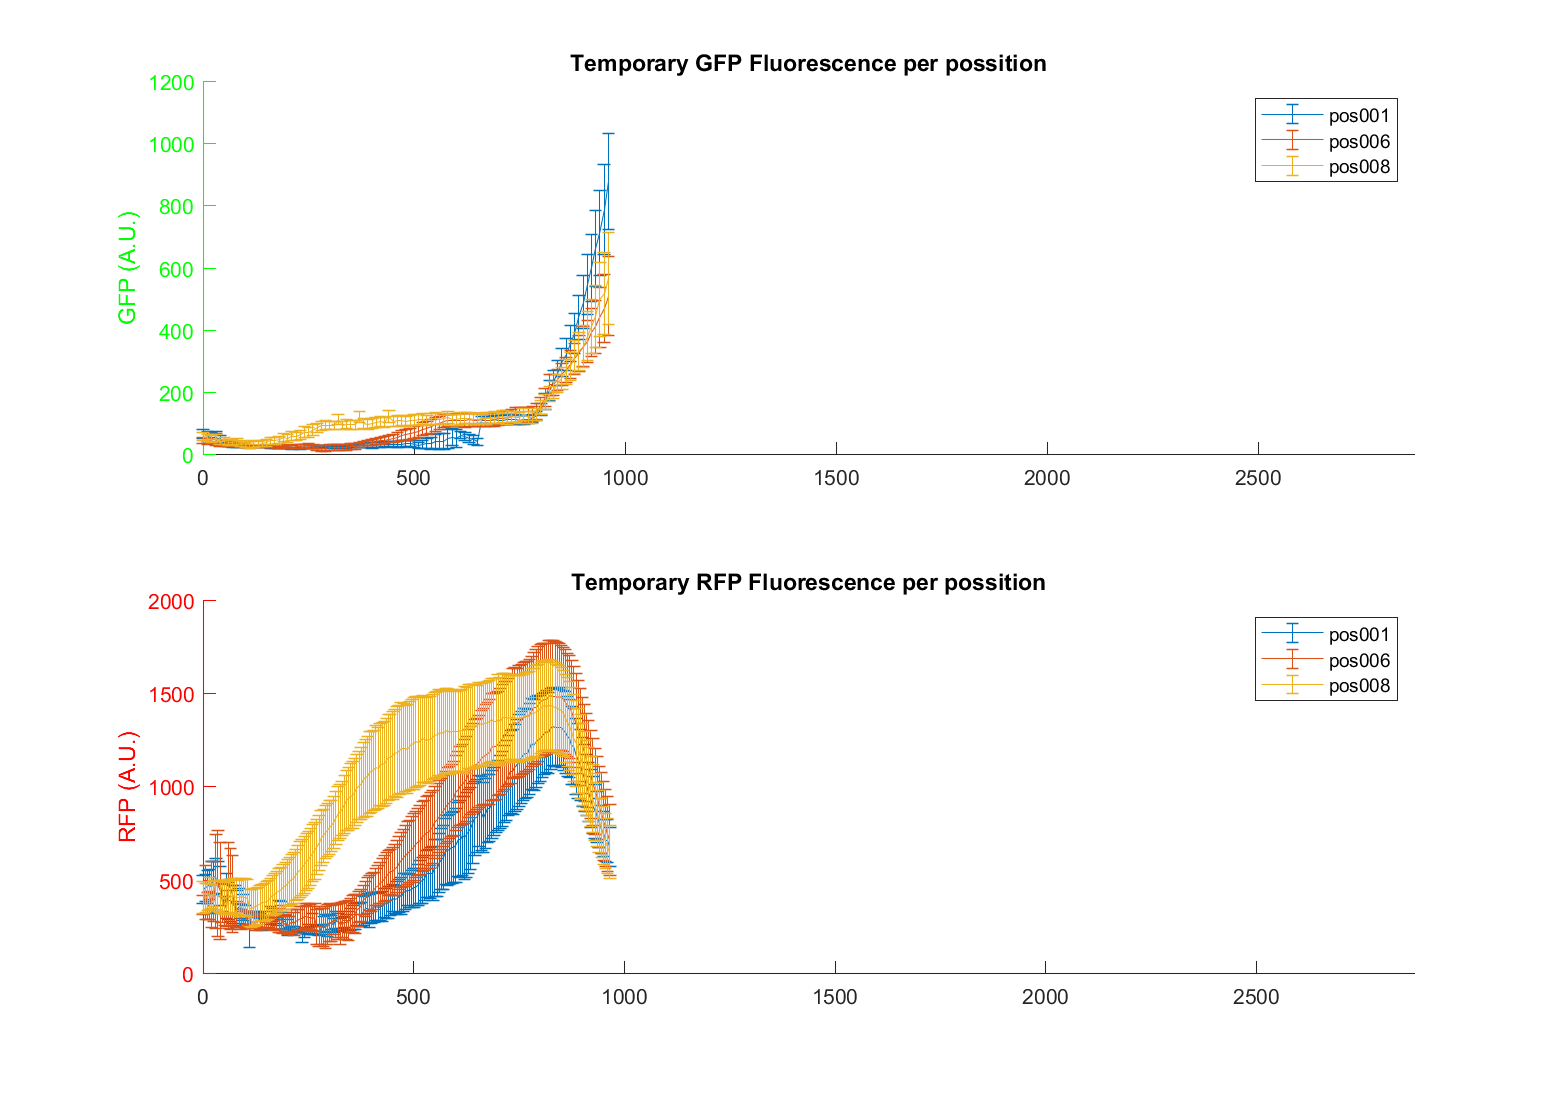 Temporary GFP Fluorescence per possition
1200
1000
800
600
400
200
0
GFP (A.U.)
0 500 1000 1500 2000 2500
pos001
pos006
pos008
Temporary RFP Fluorescence per possition
2000
1500
1000
500
0
RFP (A.U.)
0 500 1000 1500 2000 2500
pos001
pos006
pos008